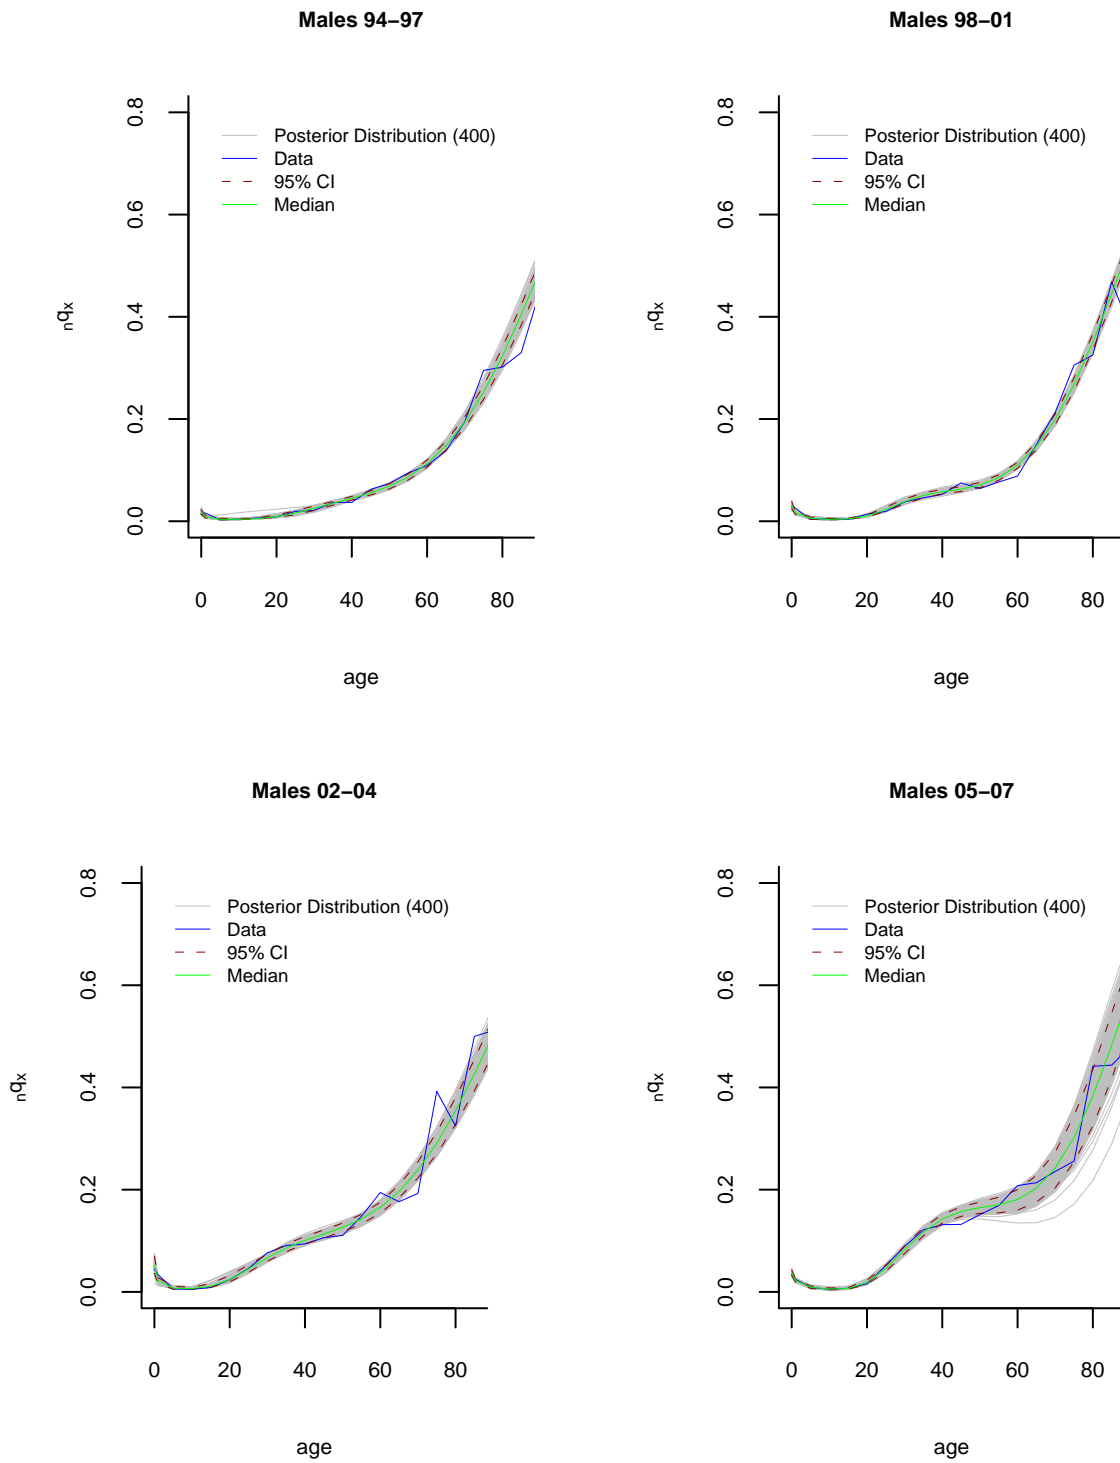 Males 94–97
0.8
0.6
0.4
0.2
0.0
nqx
Posterior Distribution (400)
Data
95% CI
Median
0 20 40 60 80
age
Males 98–01
0.8
0.6
0.4
0.2
0.0
nqx
Posterior Distribution (400)
Data
95% CI
Median
0 20 40 60 80
age
Males 02–04
0.8
0.6
0.4
0.2
0.0
nqx
Posterior Distribution (400)
Data
95% CI
Median
0 20 40 60 80
age
Males 05–07
0.8
0.6
0.4
0.2
0.0
nqx
Posterior Distribution (400)
Data
95% CI
Median
0 20 40 60 80
age